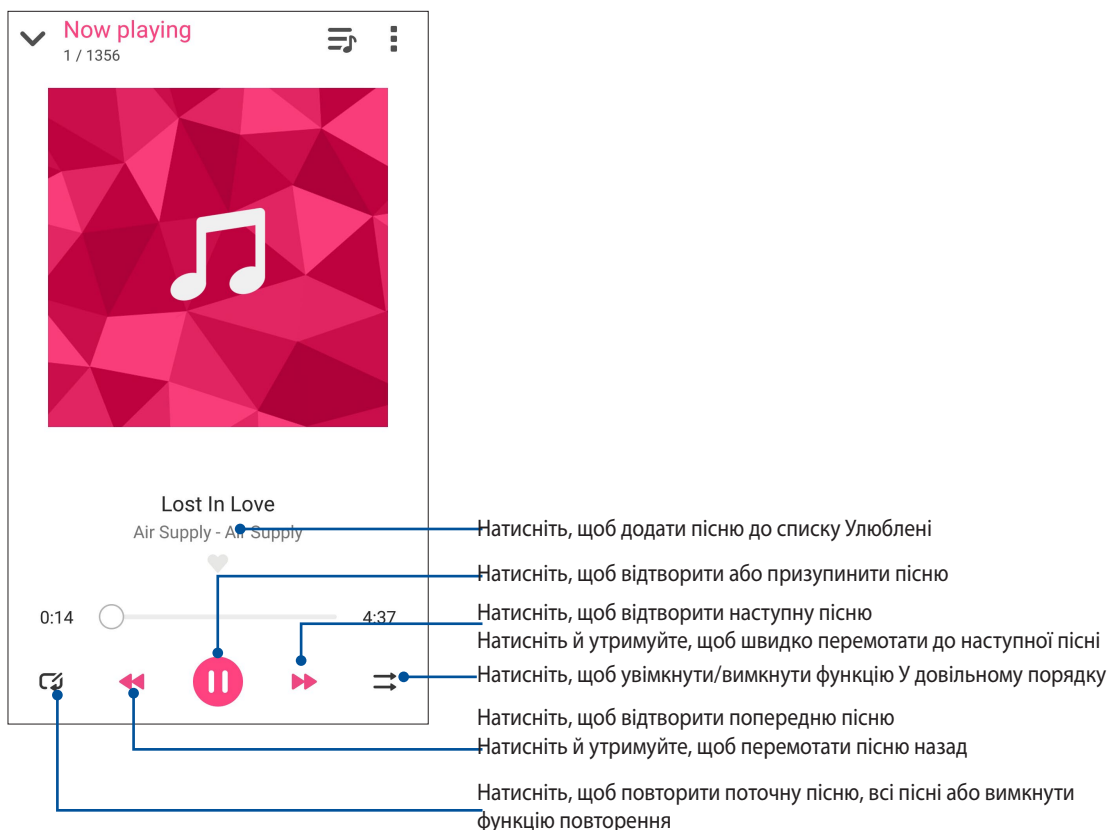 Now playing
1 / 1356
Lost In Love
Air Supply - Air Supply
Натисніть, щоб додати пісню до списку Улюблені
Натисніть, щоб відтворити або призупинити пісню
0:14
4:37
Натисніть, щоб відтворити наступну пісню
Натисніть й утримуйте, щоб швидко перемотати до наступної пісні
Натисніть, щоб увімкнути/вимкнути функцію У довільному порядку
Натисніть, щоб відтворити попередню пісню
Натисніть й утримуйте, щоб перемотати пісню назад
Натисніть, щоб повторити поточну пісню, всі пісні або вимкнути
функцію повторення